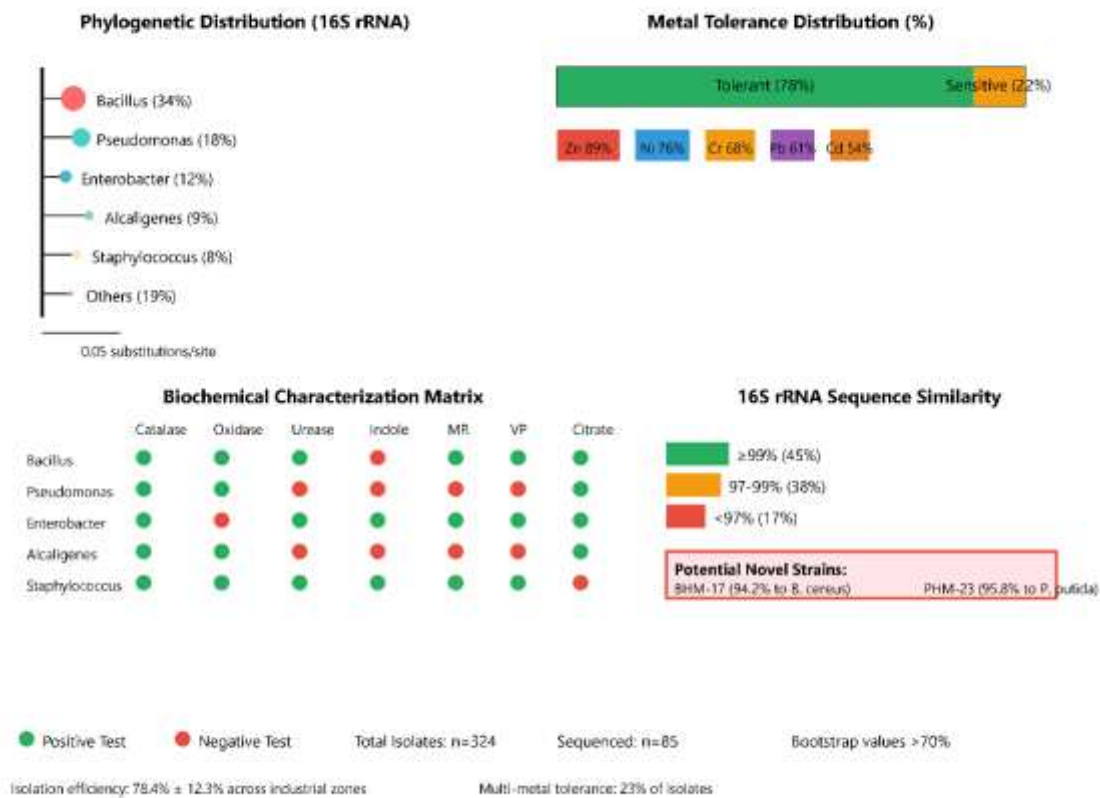 Phylogenetic Distribution (16S rRNA)
Metal Tolerance Distribution (%)
Tolerant (78%)
Sensitive (22%)
Bacillus (34%)
Zn 89%
Ni 76%
Cr 68%
Pb 61%
Cd 54%
Pseudomonas (18%)
Enterobacter (12%)
Alcaligenes (9%)
Staphylococcus (8%)
Others (19%)
0.05 substitutions/site
Biochemical Characterization Matrix
Catalase Oxidase Urease Indole MR VP Citrate
Bacillus
Pseudomonas
Enterobacter
Alcaligenes
Staphylococcus
16S rRNA Sequence Similarity
≥99% (45%)
97-99% (38%)
<97% (17%)
Potential Novel Strains:
BHM-17 (94.2% to B. cereus)
PHM-23 (95.8% to P. putida)
Positive Test
Negative Test
Total Isolates: n=324
Sequenced: n=85
Bootstrap values >70%
Isolation efficiency: 78.4% ± 12.3% across industrial zones
Multi-metal tolerance: 23% of isolates